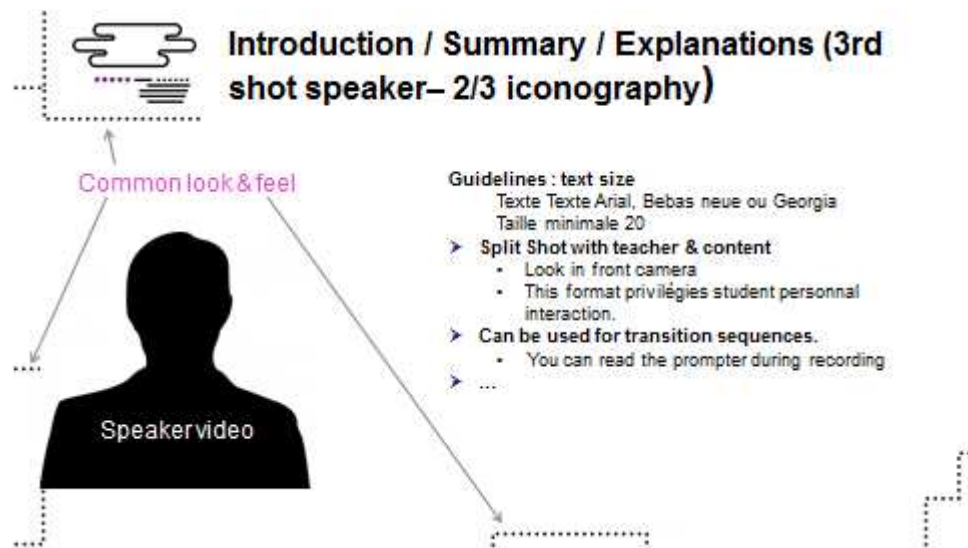 Introduction / Summary / Explanations (3rd
shot speaker– 2/3 iconography)
Common look & feel
Guidelines : text size
Texte Texte Arial, Bebas neue ou Georgia
Taille minimale 20
➤ Split Shot with teacher & content
• Look in front camera
• This format privilégies student personnal
interaction.
➤ Can be used for transition sequences.
• You can read the prompter during recording
➤ ...
Speaker video